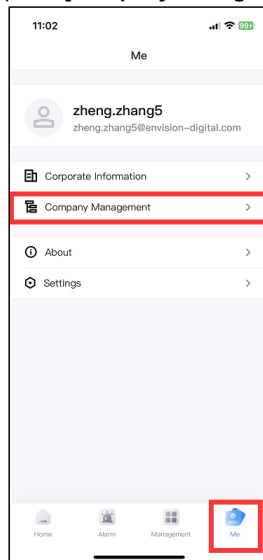 11:02
99+
Me
zheng.zhang5
zheng.zhang5@envision-digital.com
Corporate Information
Company Management
About
Settings
Home Alarm Management Me